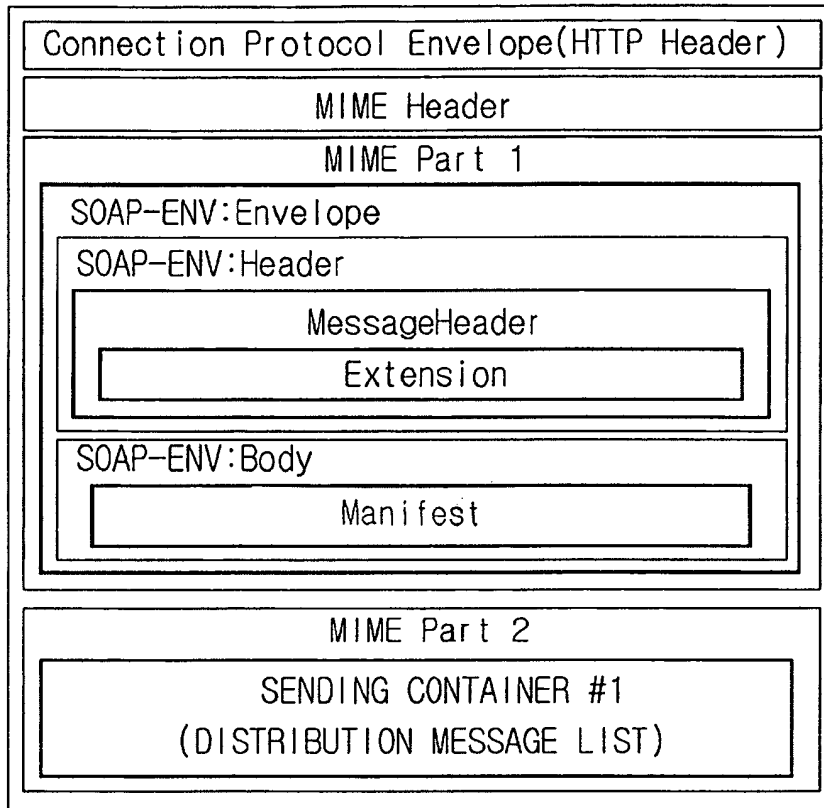 Connection Protocol Envelope(HTTP Header)
MIME Header
MIME Part 1
SOAP-ENV:Envelope
SOAP-ENV:Header
MessageHeader
Extension
SOAP-ENV:Body
Manifest
MIME Part 2
SENDING CONTAINER #1
(DISTRIBUTION MESSAGE LIST)